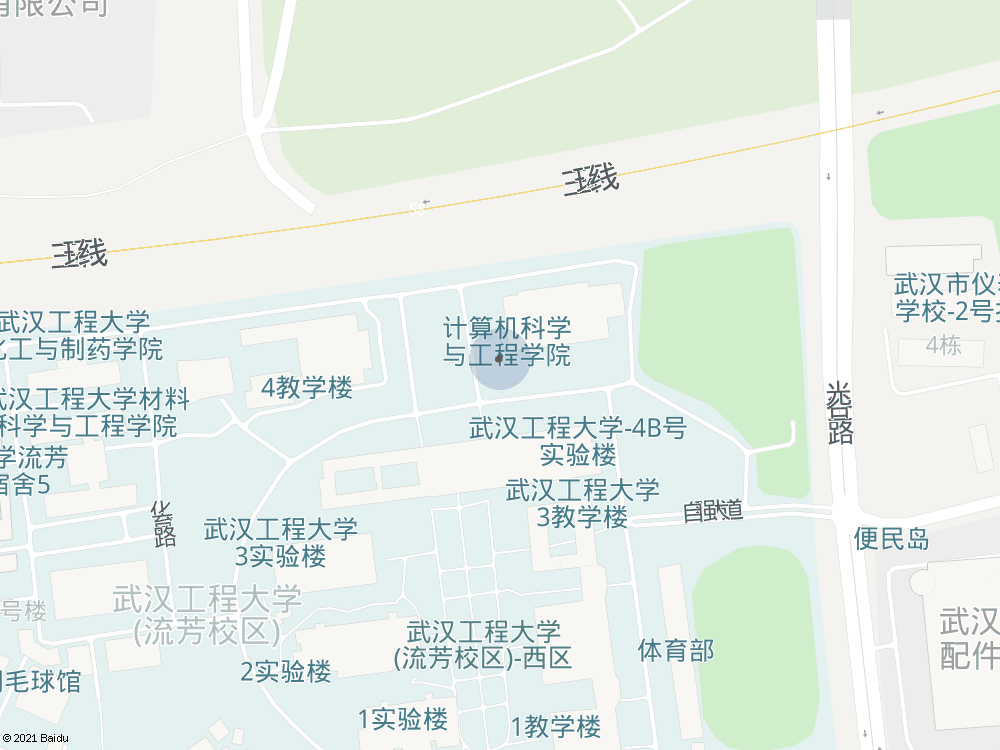 有限公司
王线
S8
王线
计算机科学
与工程学院
武汉工程大学
化工与制药学院
4教学楼
武汉工程大学材料
科学与工程学院
学流芳
宿舍5
武汉工程大学-4B号
实验楼
武汉工程大学
3教学楼
自强大道
武汉工程大学
3实验楼
化育路
武汉工程大学
(流芳校区)
号楼
2实验楼
武汉工程大学
(流芳校区)-西区
体育部
羽毛球馆
1实验楼
1教学楼
武汉市仪表
学校-2号
4栋
光谷一路
便民岛
武汉
配件
© 2021 Baidu